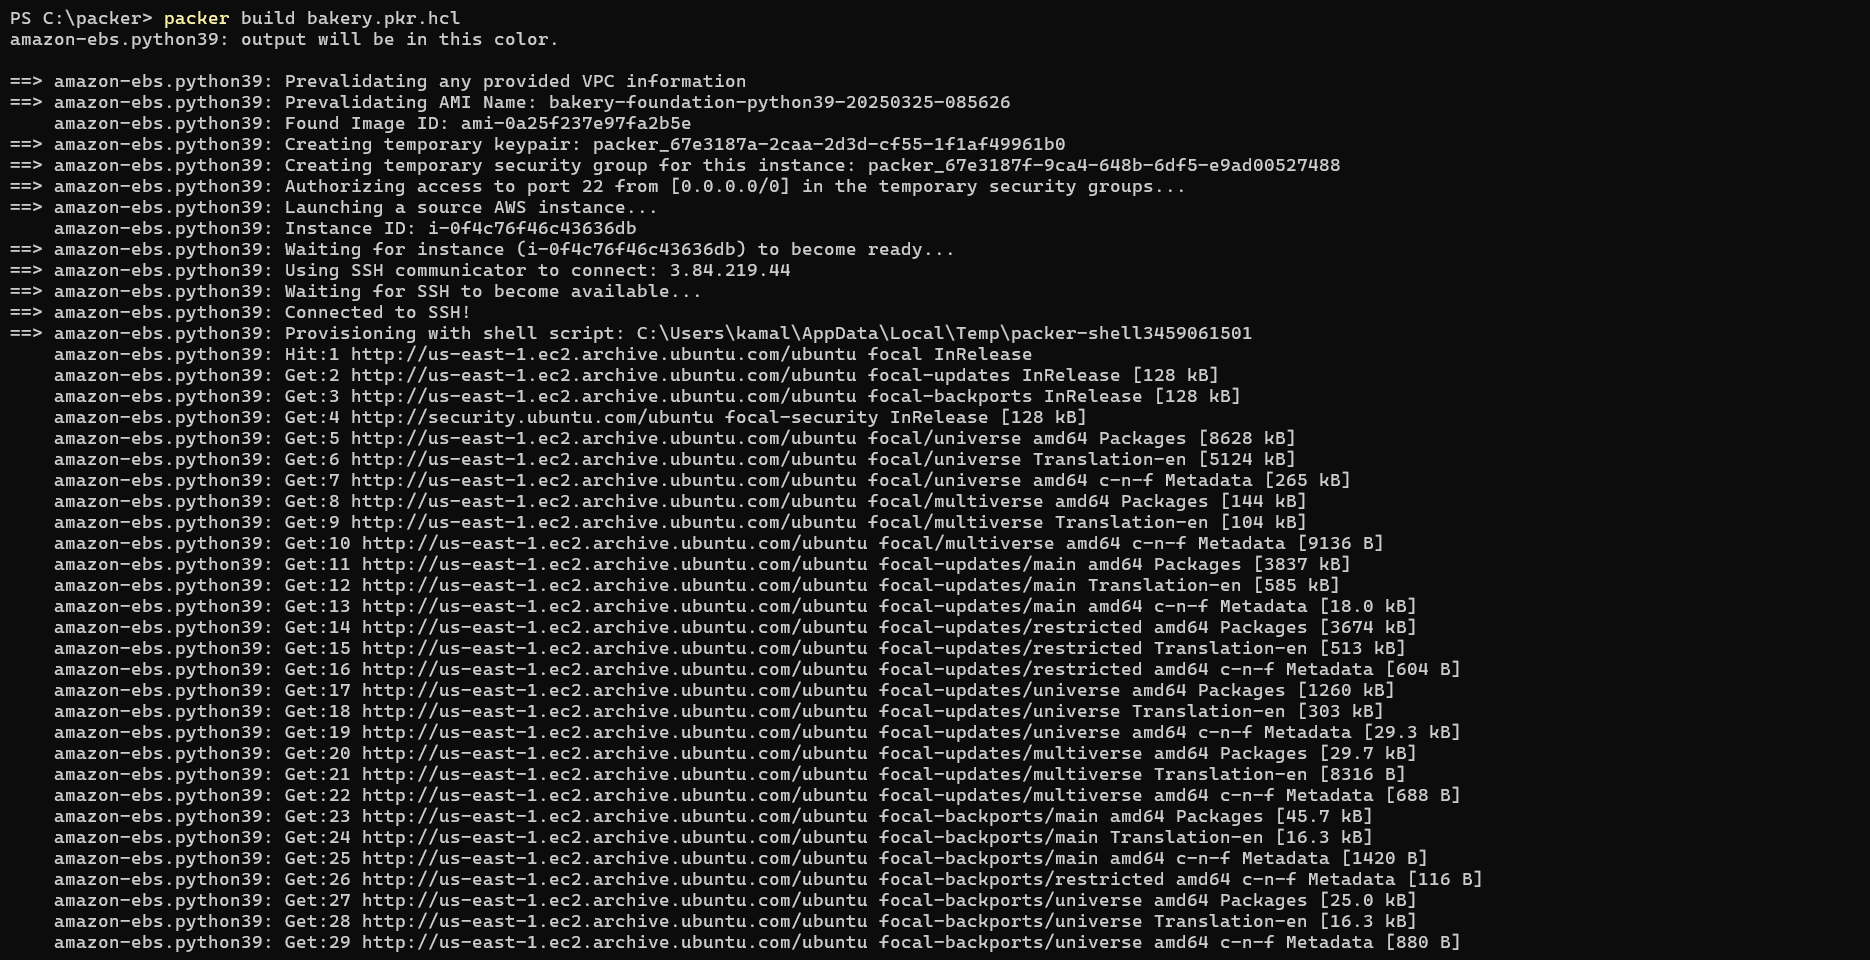 PS C:\packer> packer build bakery.pkr.hcl
amazon-ebs.python39: output will be in this color.

==> amazon-ebs.python39: Prevalidating any provided VPC information
==> amazon-ebs.python39: Prevalidating AMI Name: bakery-foundation-python39-20250325-085626
    amazon-ebs.python39: Found Image ID: ami-0a25f237e97fa2b5e
==> amazon-ebs.python39: Creating temporary keypair: packer_67e3187a-2caa-2d3d-cf55-1f1af49961b0
==> amazon-ebs.python39: Creating temporary security group for this instance: packer_67e3187f-9ca4-648b-6df5-e9ad00527488
==> amazon-ebs.python39: Authorizing access to port 22 from [0.0.0.0/0] in the temporary security groups...
==> amazon-ebs.python39: Launching a source AWS instance...
    amazon-ebs.python39: Instance ID: i-0f4c76f46c43636db
==> amazon-ebs.python39: Waiting for instance (i-0f4c76f46c43636db) to become ready...
==> amazon-ebs.python39: Using SSH communicator to connect: 3.84.219.44
==> amazon-ebs.python39: Waiting for SSH to become available...
==> amazon-ebs.python39: Connected to SSH!
==> amazon-ebs.python39: Provisioning with shell script: C:\Users\kamal\AppData\Local\Temp\packer-shell3459061501
    amazon-ebs.python39: Hit:1 http://us-east-1.ec2.archive.ubuntu.com/ubuntu focal InRelease
    amazon-ebs.python39: Get:2 http://us-east-1.ec2.archive.ubuntu.com/ubuntu focal-updates InRelease [128 kB]
    amazon-ebs.python39: Get:3 http://us-east-1.ec2.archive.ubuntu.com/ubuntu focal-backports InRelease [128 kB]
    amazon-ebs.python39: Get:4 http://security.ubuntu.com/ubuntu focal-security InRelease [128 kB]
    amazon-ebs.python39: Get:5 http://us-east-1.ec2.archive.ubuntu.com/ubuntu focal/universe amd64 Packages [8628 kB]
    amazon-ebs.python39: Get:6 http://us-east-1.ec2.archive.ubuntu.com/ubuntu focal/universe Translation-en [5124 kB]
    amazon-ebs.python39: Get:7 http://us-east-1.ec2.archive.ubuntu.com/ubuntu focal/universe amd64 c-n-f Metadata [265 kB]
    amazon-ebs.python39: Get:8 http://us-east-1.ec2.archive.ubuntu.com/ubuntu focal/multiverse amd64 Packages [144 kB]
    amazon-ebs.python39: Get:9 http://us-east-1.ec2.archive.ubuntu.com/ubuntu focal/multiverse Translation-en [104 kB]
    amazon-ebs.python39: Get:10 http://us-east-1.ec2.archive.ubuntu.com/ubuntu focal/multiverse amd64 c-n-f Metadata [9136 B]
    amazon-ebs.python39: Get:11 http://us-east-1.ec2.archive.ubuntu.com/ubuntu focal-updates/main amd64 Packages [3837 kB]
    amazon-ebs.python39: Get:12 http://us-east-1.ec2.archive.ubuntu.com/ubuntu focal-updates/main Translation-en [585 kB]
    amazon-ebs.python39: Get:13 http://us-east-1.ec2.archive.ubuntu.com/ubuntu focal-updates/main amd64 c-n-f Metadata [18.0 kB]
    amazon-ebs.python39: Get:14 http://us-east-1.ec2.archive.ubuntu.com/ubuntu focal-updates/restricted amd64 Packages [3674 kB]
    amazon-ebs.python39: Get:15 http://us-east-1.ec2.archive.ubuntu.com/ubuntu focal-updates/restricted Translation-en [513 kB]
    amazon-ebs.python39: Get:16 http://us-east-1.ec2.archive.ubuntu.com/ubuntu focal-updates/restricted amd64 c-n-f Metadata [604 B]
    amazon-ebs.python39: Get:17 http://us-east-1.ec2.archive.ubuntu.com/ubuntu focal-updates/universe amd64 Packages [1260 kB]
    amazon-ebs.python39: Get:18 http://us-east-1.ec2.archive.ubuntu.com/ubuntu focal-updates/universe Translation-en [303 kB]
    amazon-ebs.python39: Get:19 http://us-east-1.ec2.archive.ubuntu.com/ubuntu focal-updates/universe amd64 c-n-f Metadata [29.3 kB]
    amazon-ebs.python39: Get:20 http://us-east-1.ec2.archive.ubuntu.com/ubuntu focal-updates/multiverse amd64 Packages [29.7 kB]
    amazon-ebs.python39: Get:21 http://us-east-1.ec2.archive.ubuntu.com/ubuntu focal-updates/multiverse Translation-en [8316 B]
    amazon-ebs.python39: Get:22 http://us-east-1.ec2.archive.ubuntu.com/ubuntu focal-updates/multiverse amd64 c-n-f Metadata [688 B]
    amazon-ebs.python39: Get:23 http://us-east-1.ec2.archive.ubuntu.com/ubuntu focal-backports/main amd64 Packages [45.7 kB]
    amazon-ebs.python39: Get:24 http://us-east-1.ec2.archive.ubuntu.com/ubuntu focal-backports/main Translation-en [16.3 kB]
    amazon-ebs.python39: Get:25 http://us-east-1.ec2.archive.ubuntu.com/ubuntu focal-backports/main amd64 c-n-f Metadata [1420 B]
    amazon-ebs.python39: Get:26 http://us-east-1.ec2.archive.ubuntu.com/ubuntu focal-backports/restricted amd64 c-n-f Metadata [116 B]
    amazon-ebs.python39: Get:27 http://us-east-1.ec2.archive.ubuntu.com/ubuntu focal-backports/universe amd64 Packages [25.0 kB]
    amazon-ebs.python39: Get:28 http://us-east-1.ec2.archive.ubuntu.com/ubuntu focal-backports/universe Translation-en [16.3 kB]
    amazon-ebs.python39: Get:29 http://us-east-1.ec2.archive.ubuntu.com/ubuntu focal-backports/universe amd64 c-n-f Metadata [880 B]